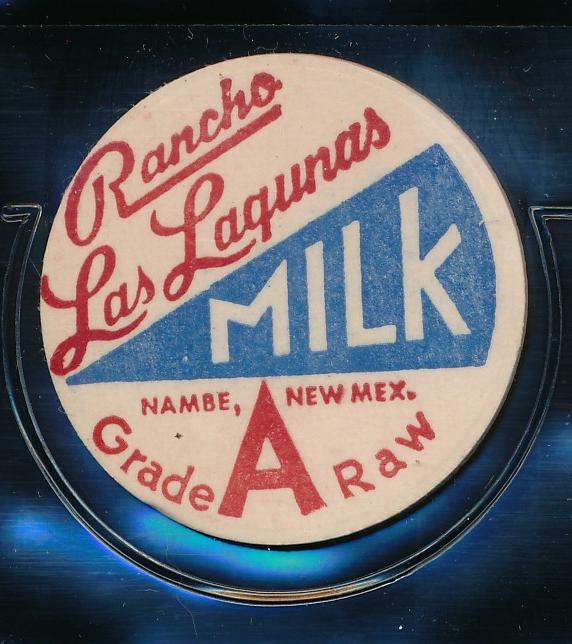 Rancho
Las Lagunas
MILK
NAMBE, NEW MEX.
Grade A Raw